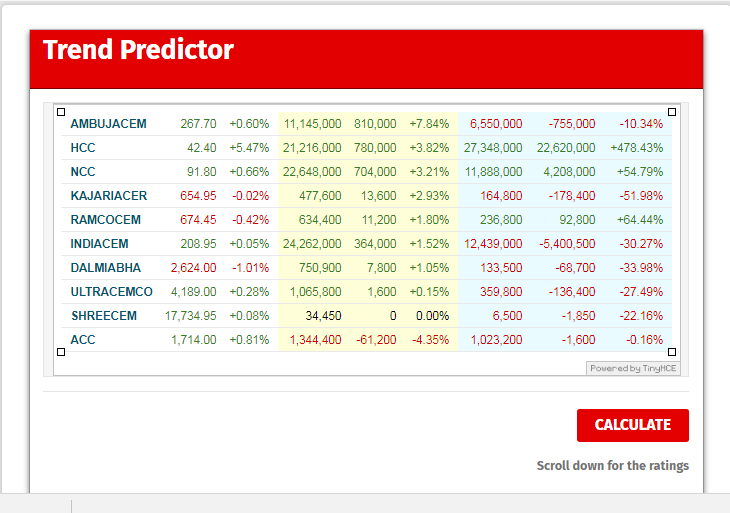 Trend Predictor
AMBUJACEM 267.70 +0.60% 11,145,000 810,000 +7.84% 6,550,000 -755,000 -10.34%
HCC 42.40 +5.47% 21,216,000 780,000 +3.82% 27,348,000 22,620,000 +478.43%
NCC 91.80 +0.66% 22,648,000 704,000 +3.21% 11,888,000 4,208,000 +54.79%
KAJARIACER 654.95 -0.02% 477,600 13,600 +2.93% 164,800 -178,400 -51.98%
RAMCOCEM 674.45 -0.42% 634,400 11,200 +1.80% 236,800 92,800 +64.44%
INDIACEM 208.95 +0.05% 24,262,000 364,000 +1.52% 12,439,000 -5,400,500 -30.27%
DALMIABHA 2,624.00 -1.01% 750,900 7,800 +1.05% 133,500 -68,700 -33.98%
ULTRACEMCO 4,189.00 +0.28% 1,065,800 1,600 +0.15% 359,800 -136,400 -27.49%
SHREECEM 17,734.95 +0.08% 34,450 0 0.00% 6,500 -1,850 -22.16%
ACC 1,714.00 +0.81% 1,344,400 -61,200 -4.35% 1,023,200 -1,600 -0.16%
Powered by TinyMCE
CALCULATE
Scroll down for the ratings